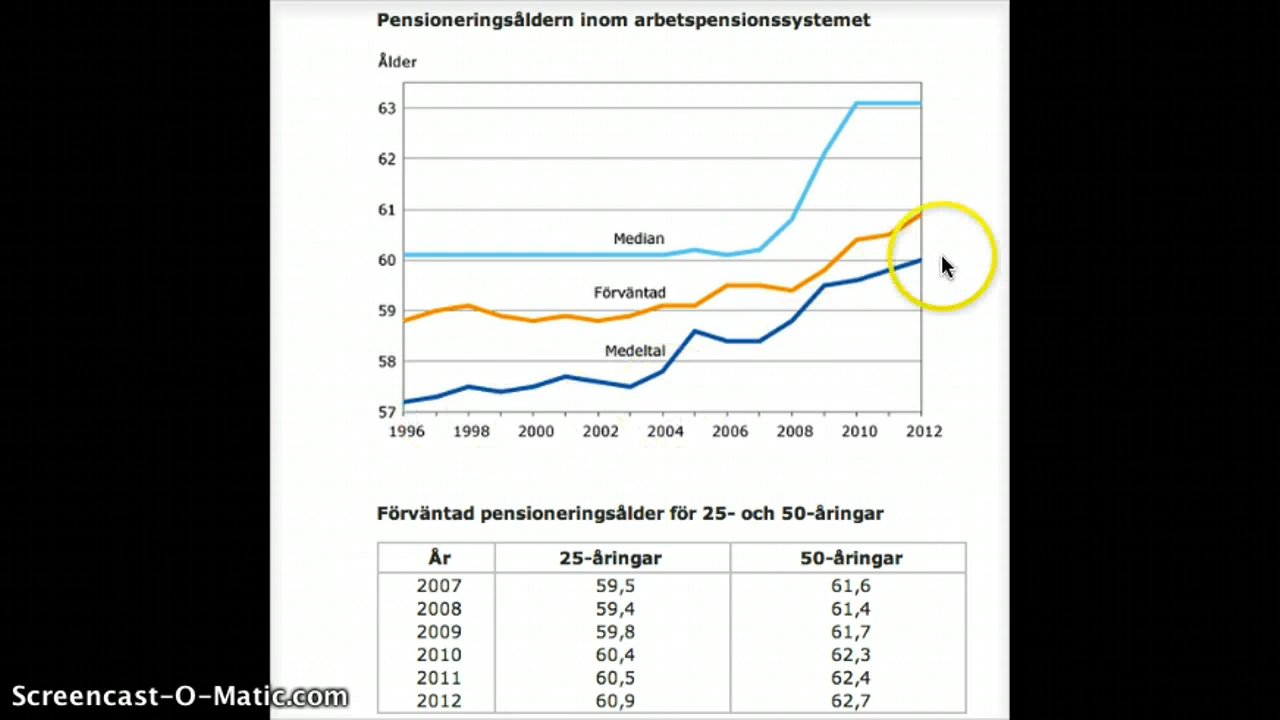 Pensioneringsåldern inom arbetspensionssystemet
Ålder
63
62
61
60
59
58
57
Median
Förväntad
Medeltal
1996 1998 2000 2002 2004 2006 2008 2010 2012
Förväntad pensioneringsålder för 25- och 50-åringar
År 25-åringar 50-åringar
2007 59,5 61,6
2008 59,4 61,4
2009 59,8 61,7
2010 60,4 62,3
2011 60,5 62,4
2012 60,9 62,7
Screencast-O-Matic.com